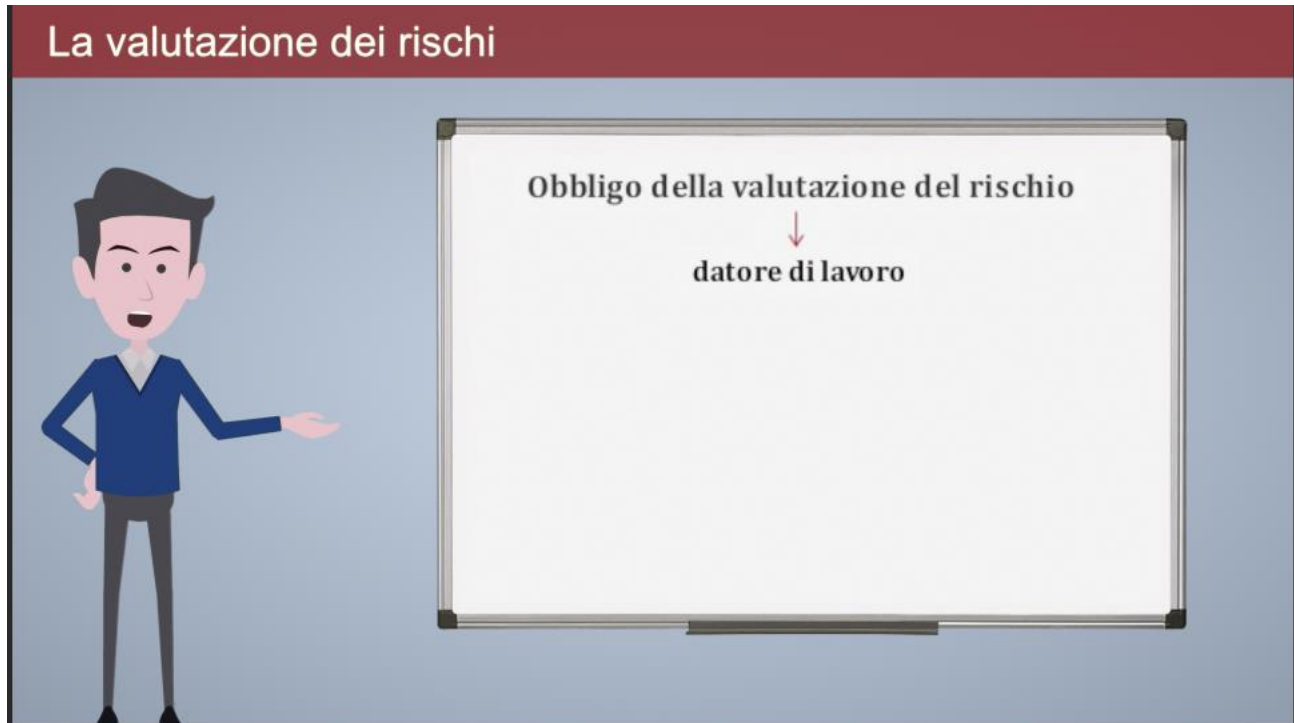 La valutazione dei rischi
Obbligo della valutazione del rischio
↓
datore di lavoro